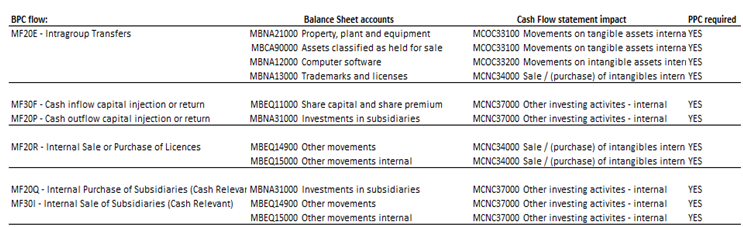 BPC flow: Balance Sheet accounts Cash Flow statement impact PPC required
MF20E - Intragroup Transfers MBNA21000 Property, plant and equipment MCOC33100 Movements on tangible assets interna YES
MBCA90000 Assets classified as held for sale MCOC33100 Movements on tangible assets interna YES
MBNA12000 Computer software MCOC33200 Movements on intangible assets intern YES
MBNA13000 Trademarks and licenses MCNC34000 Sale / (purchase) of intangibles intern YES
MF30F - Cash inflow capital injection or return MBEQ11000 Share capital and share premium MCNC37000 Other investing activites - internal YES
MF20P - Cash outflow capital injection or return MBNA31000 Investments in subsidiaries MCNC37000 Other investing activites - internal YES
MF20R - Internal Sale or Purchase of Licences MBEQ14900 Other movements MCNC34000 Sale / (purchase) of intangibles intern YES
MBEQ15000 Other movements internal MCNC34000 Sale / (purchase) of intangibles intern YES
MF20Q - Internal Purchase of Subsidiaries (Cash Relevar MBNA31000 Investments in subsidiaries MCNC37000 Other investing activites - internal YES
MF30I - Internal Sale of Subsidiaries (Cash Relevant) MBEQ14900 Other movements MCNC37000 Other investing activites - internal YES
MBEQ15000 Other movements internal MCNC37000 Other investing activites - internal YES